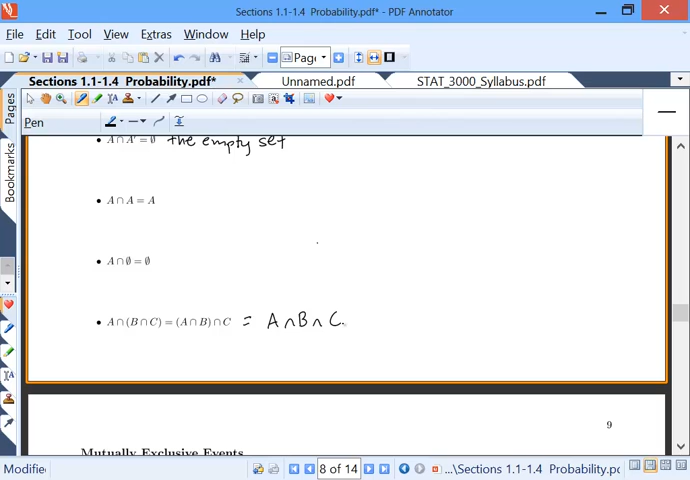 Sections 1.1-1.4 Probability.pdf* - PDF Annotator
File Edit Tool View Extras Window Help
Page
Sections 1.1-1.4 Probability.pdf* Unnamed.pdf STAT_3000_Syllabus.pdf
Pen
Pages
Bookmarks
• A ∩ A′ = ∅ the empty set
• A ∩ A = A
• A ∩ ∅ = ∅
• A ∩ (B ∩ C) = (A ∩ B) ∩ C = A ∩ B ∩ C.
9
Mutually Exclusive Events
Modifie 8 of 14 ...\Sections 1.1-1.4 Probability.pc